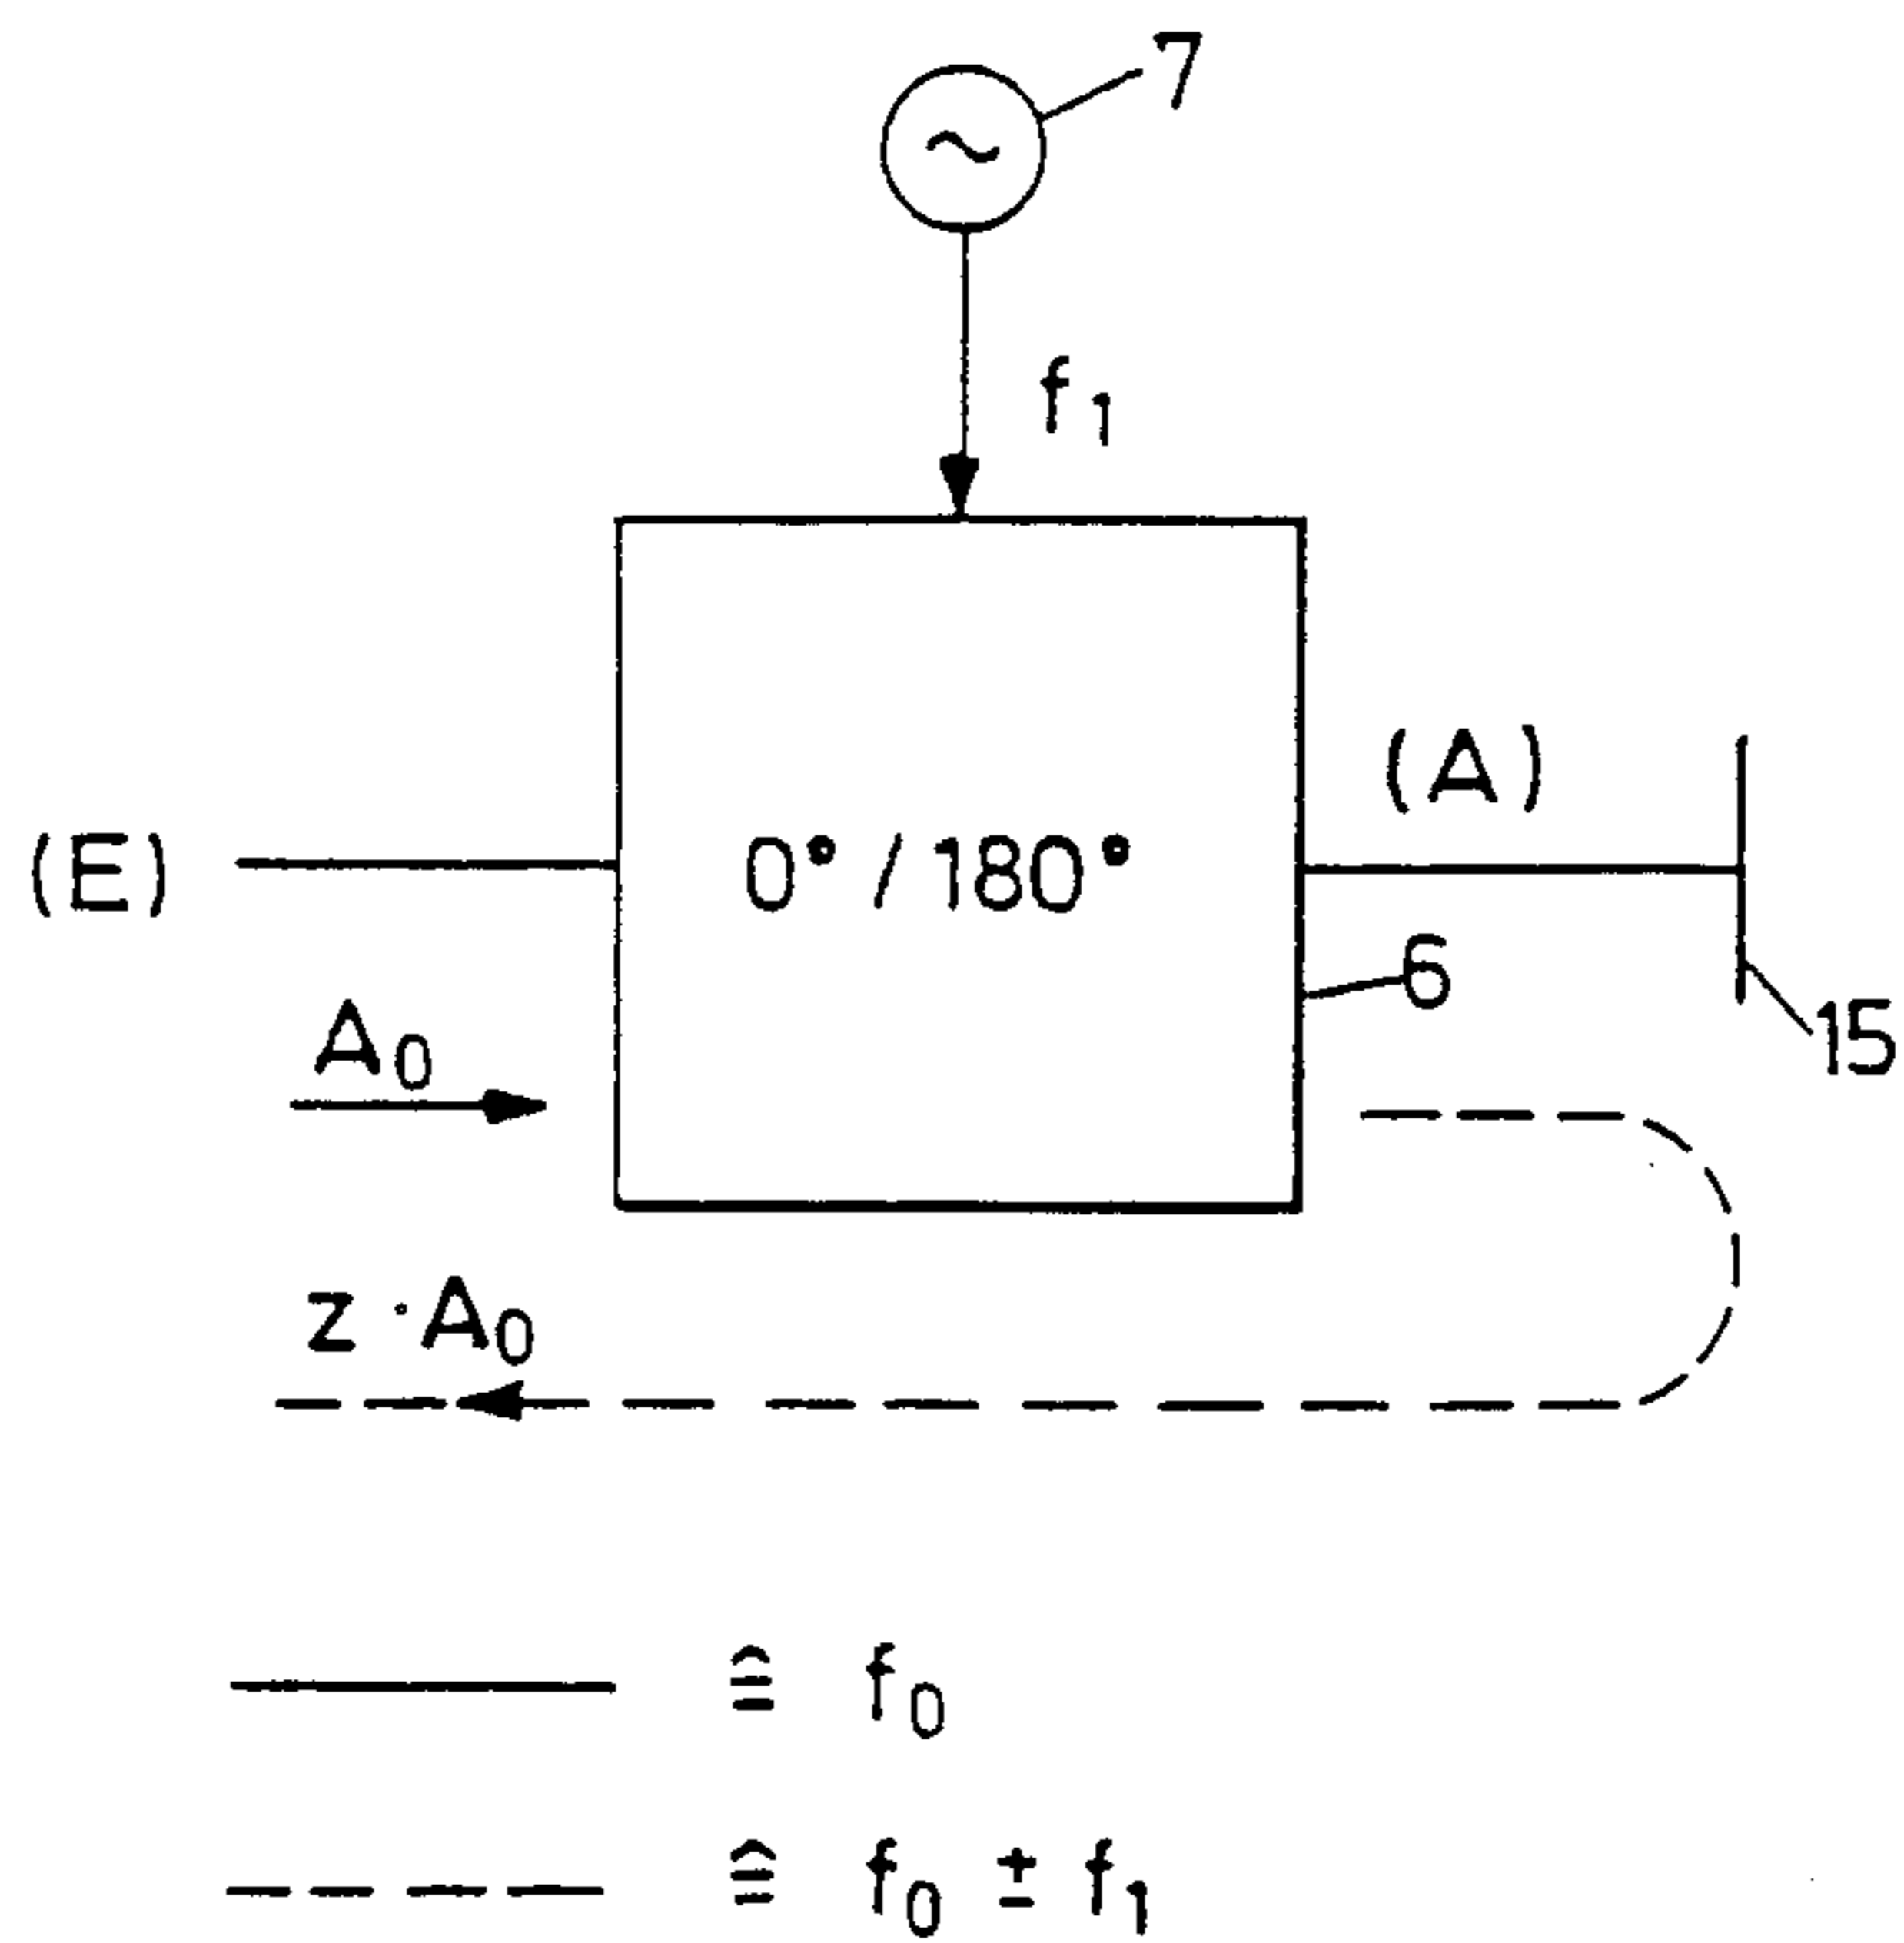 7
~
f₁
(A)
(E)
0°/180°
6
15
A₀
z · A₀
≙ f₀
≙ f₀ ± f₁